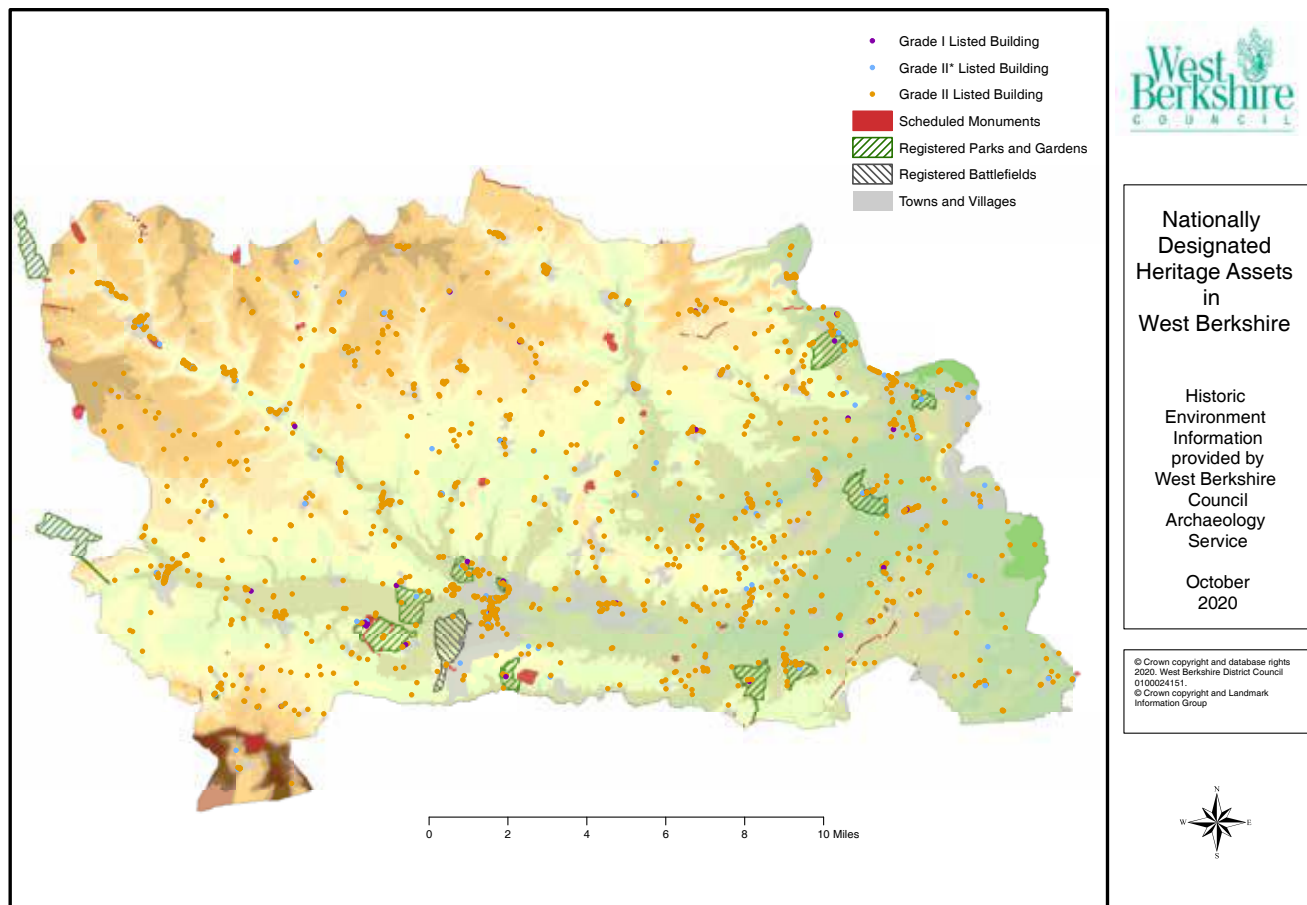 Grade I Listed Building
Grade II* Listed Building
Grade II Listed Building
Scheduled Monuments
Registered Parks and Gardens
Registered Battlefields
Towns and Villages
0 2 4 6 8 10 Miles
West
Berkshire
COUNCIL
Nationally
Designated
Heritage Assets
in
West Berkshire
Historic
Environment
Information
provided by
West Berkshire
Council
Archaeology
Service
October
2020
© Crown copyright and database rights
2020. West Berkshire District Council
0100024151.
© Crown copyright and Landmark
Information Group
N
W E
S